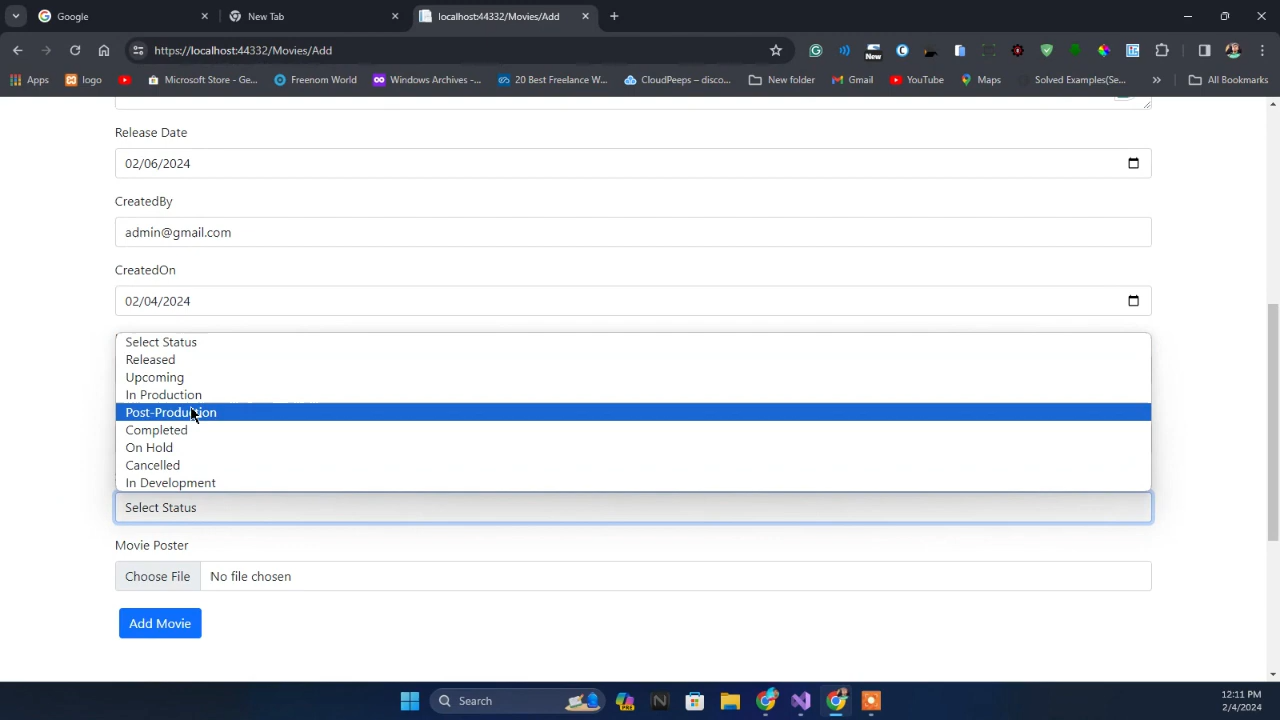 Google
New Tab
localhost:44332/Movies/Add
https://localhost:44332/Movies/Add
New
Apps
logo
Microsoft Store - Ge...
Freenom World
Windows Archives -...
20 Best Freelance W...
CloudPeeps – disco...
New folder
Gmail
YouTube
Maps
Solved Examples(Se...
All Bookmarks
Release Date
02/06/2024
CreatedBy
admin@gmail.com
CreatedOn
02/04/2024
Select Status
Released
Upcoming
In Production
Post-Production
Completed
On Hold
Cancelled
In Development
Select Status
Movie Poster
Choose File No file chosen
Add Movie
Search
12:11 PM
2/4/2024